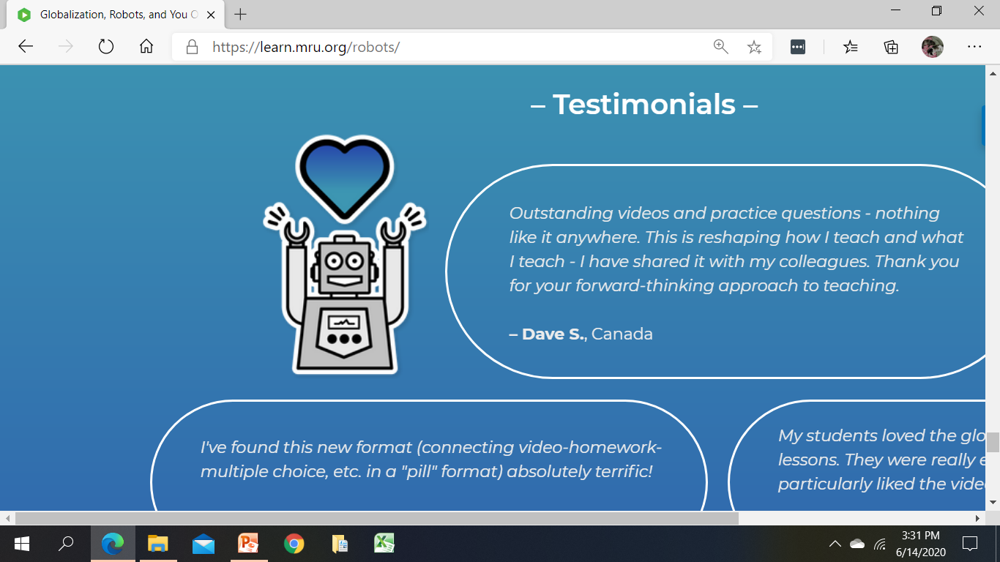 Globalization, Robots, and You O
https://learn.mru.org/robots/
– Testimonials –
Outstanding videos and practice questions - nothing
like it anywhere. This is reshaping how I teach and what
I teach - I have shared it with my colleagues. Thank you
for your forward-thinking approach to teaching.
– Dave S., Canada
I've found this new format (connecting video-homework-
multiple choice, etc. in a "pill" format) absolutely terrific!
My students loved the glo
lessons. They were really e
particularly liked the vide
3:31 PM
6/14/2020